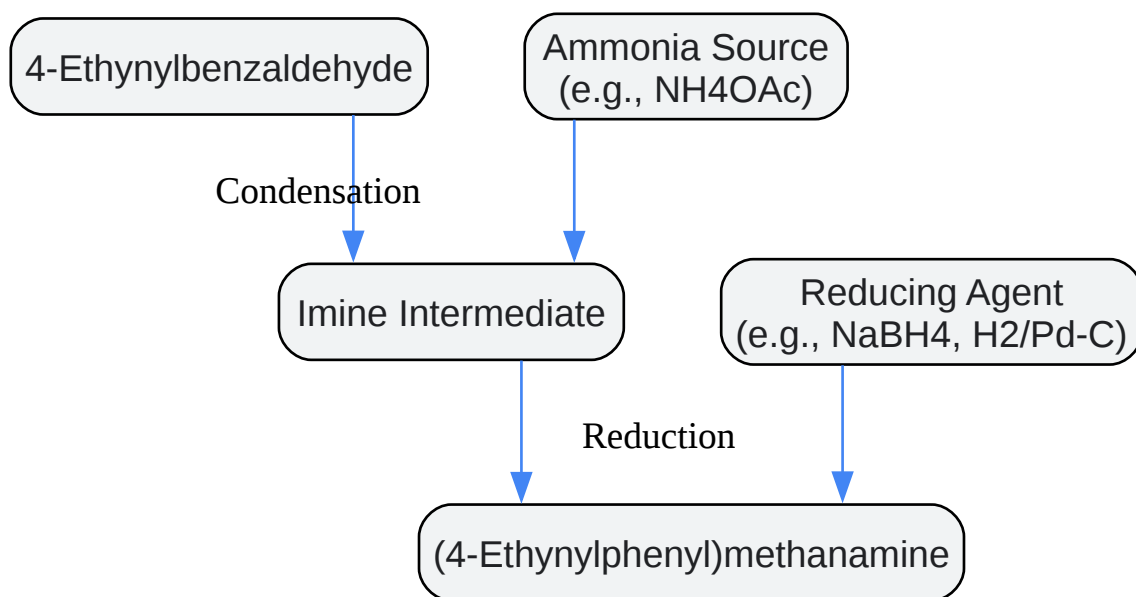 4-Ethynylbenzaldehyde
Ammonia Source
(e.g., NH4OAc)
Condensation
Imine Intermediate
Reducing Agent
(e.g., NaBH4, H2/Pd-C)
Reduction
(4-Ethynylphenyl)methanamine